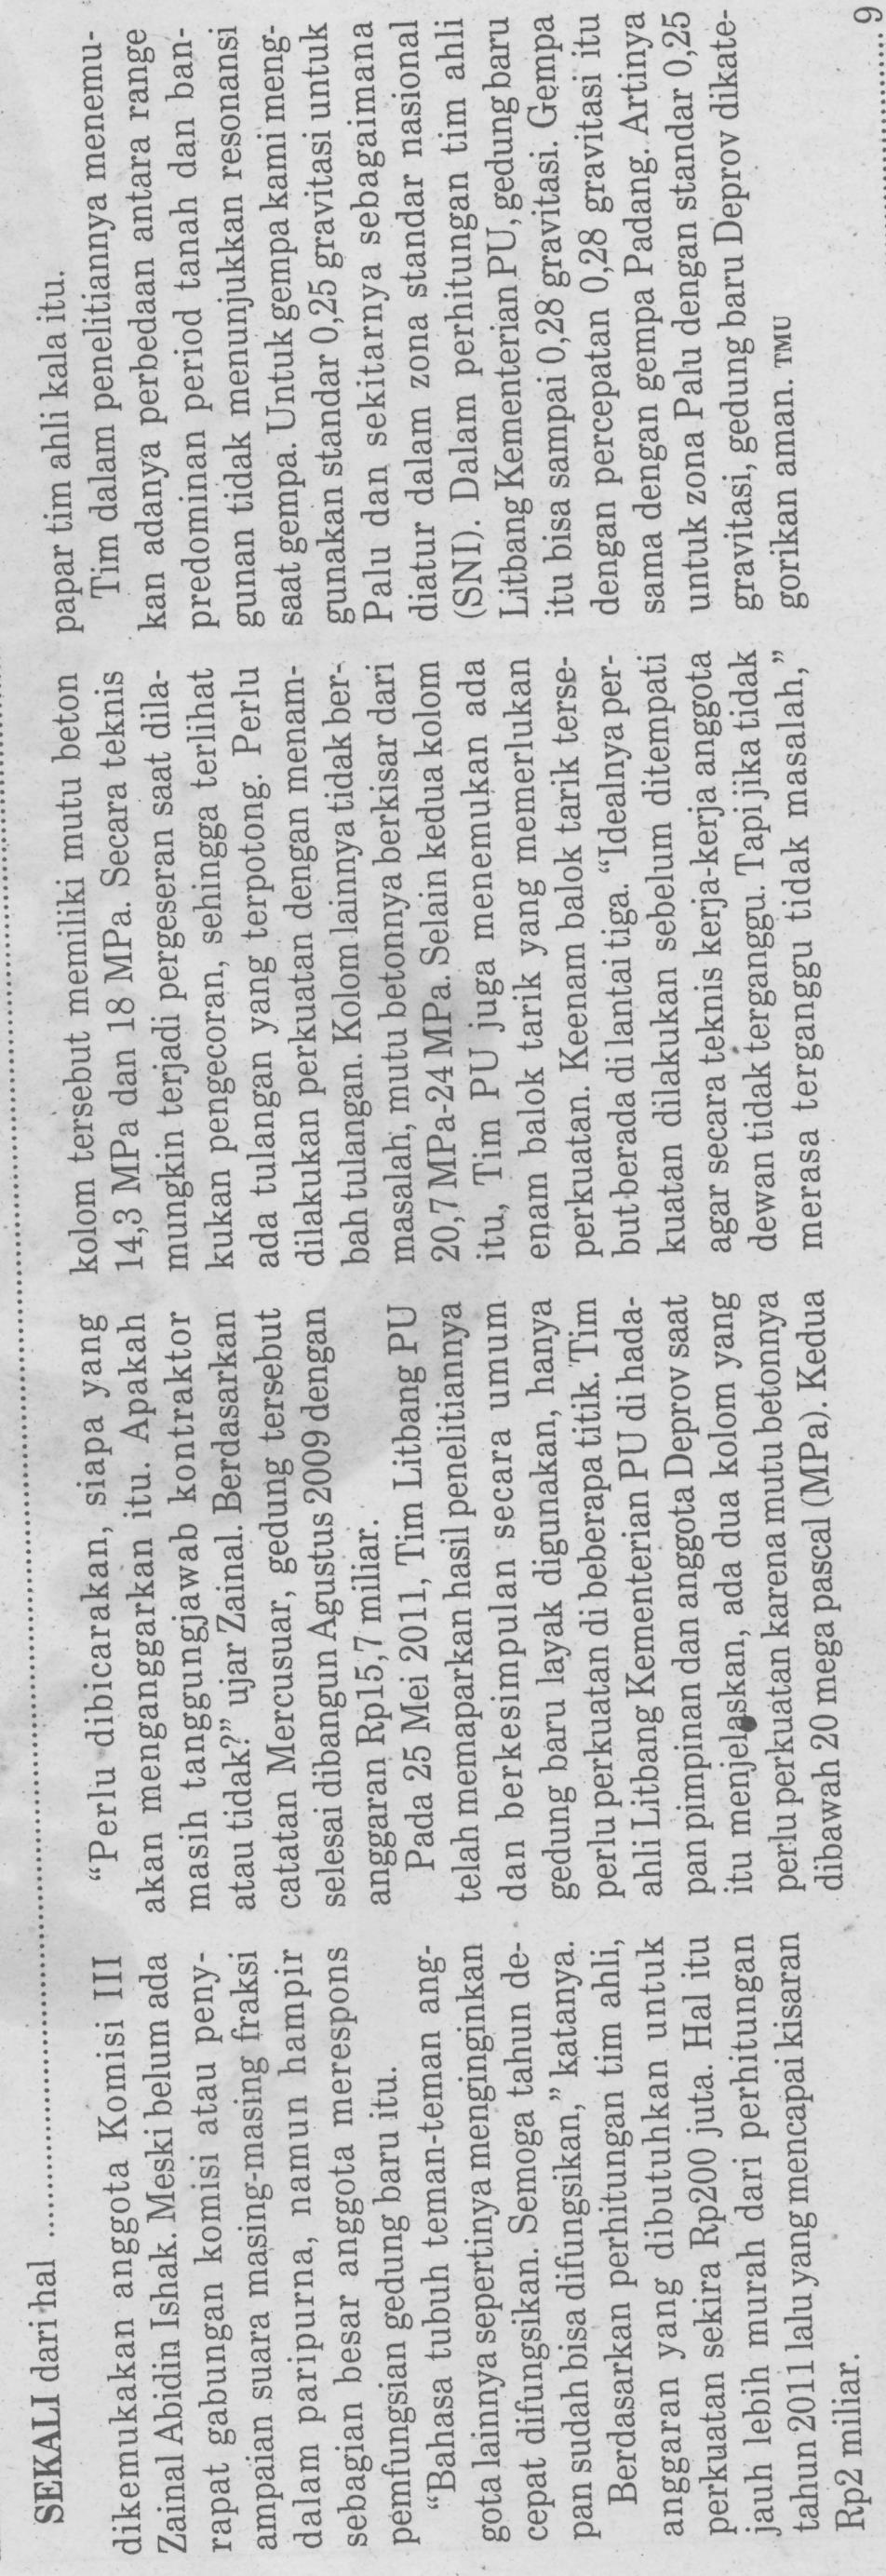 SEKALI dari hal ........................................ 9
dikemukakan anggota Komisi III
Zainal Abidin Ishak. Meski belum ada
rapat gabungan komisi atau peny-
ampaian suara masing-masing fraksi
dalam paripurna, namun hampir
sebagian besar anggota merespons
pemfungsian gedung baru itu.
“Bahasa tubuh teman-teman ang-
gota lainnya sepertinya menginginkan
cepat difungsikan. Semoga tahun de-
pan sudah bisa difungsikan,” katanya.
Berdasarkan perhitungan tim ahli,
anggaran yang dibutuhkan untuk
perkuatan sekira Rp200 juta. Hal itu
jauh lebih murah dari perhitungan
tahun 2011 lalu yang mencapai kisaran
Rp2 miliar.
“Perlu dibicarakan, siapa yang
akan menganggarkan itu. Apakah
masih tanggungjawab kontraktor
atau tidak?” ujar Zainal. Berdasarkan
catatan Mercusuar, gedung tersebut
selesai dibangun Agustus 2009 dengan
anggaran Rp15,7 miliar.
Pada 25 Mei 2011, Tim Litbang PU
telah memaparkan hasil penelitiannya
dan berkesimpulan secara umum
gedung baru layak digunakan, hanya
perlu perkuatan di beberapa titik. Tim
ahli Litbang Kementerian PU di hada-
pan pimpinan dan anggota Deprov saat
itu menjelaskan, ada dua kolom yang
perlu perkuatan karena mutu betonnya
dibawah 20 mega pascal (MPa). Kedua
kolom tersebut memiliki mutu beton
14,3 MPa dan 18 MPa. Secara teknis
mungkin terjadi pergeseran saat dila-
kukan pengecoran, sehingga terlihat
ada tulangan yang terpotong. Perlu
dilakukan perkuatan dengan menam-
bah tulangan. Kolom lainnya tidak ber-
masalah, mutu betonnya berkisar dari
20,7 MPa-24 MPa. Selain kedua kolom
itu, Tim PU juga menemukan ada
enam balok tarik yang memerlukan
perkuatan. Keenam balok tarik terse-
but berada di lantai tiga. “Idealnya per-
kuatan dilakukan sebelum ditempati
agar secara teknis kerja-kerja anggota
dewan tidak terganggu. Tapi jika tidak
merasa terganggu tidak masalah,”
papar tim ahli kala itu.
Tim dalam penelitiannya menemu-
kan adanya perbedaan antara range
predominan period tanah dan ban-
gunan tidak menunjukkan resonansi
saat gempa. Untuk gempa kami meng-
gunakan standar 0,25 gravitasi untuk
Palu dan sekitarnya sebagaimana
diatur dalam zona standar nasional
(SNI). Dalam perhitungan tim ahli
Litbang Kementerian PU, gedung baru
itu bisa sampai 0,28 gravitasi. Gempa
dengan percepatan 0,28 gravitasi itu
sama dengan gempa Padang. Artinya
untuk zona Palu dengan standar 0,25
gravitasi, gedung baru Deprov dikate-
gorikan aman. TMU